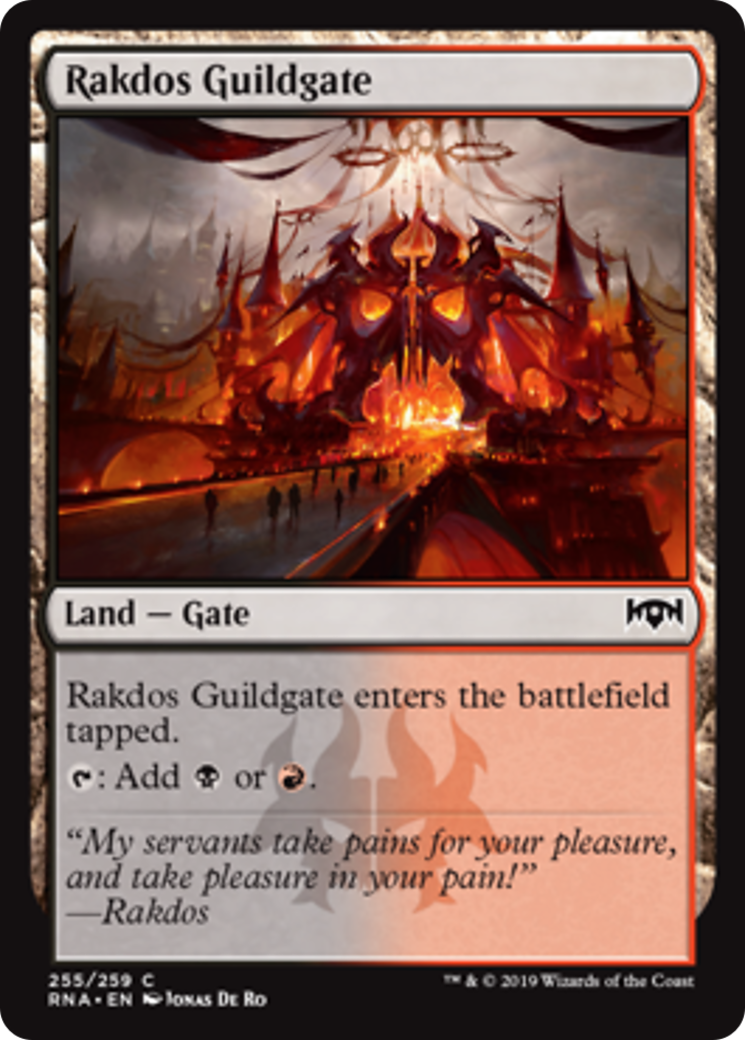 Rakdos Guildgate
Land — Gate
Rakdos Guildgate enters the battlefield
tapped.
: Add or .
“My servants take pains for your pleasure,
and take pleasure in your pain!”
—Rakdos
255/259 C
RNA • EN Jonas De Ro
™ & © 2019 Wizards of the Coast